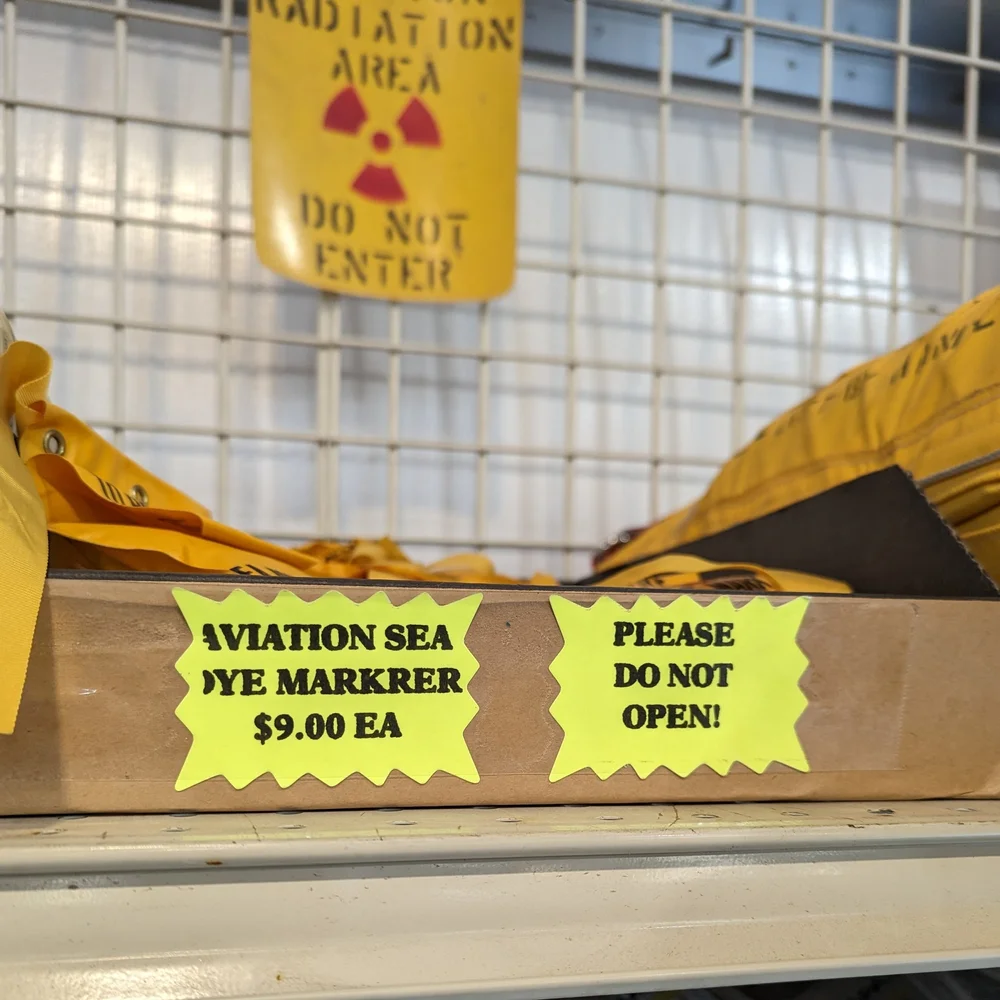 RADIATION
AREA
DO NOT
ENTER
AVIATION SEA
DYE MARKRER
$9.00 EA
PLEASE
DO NOT
OPEN!